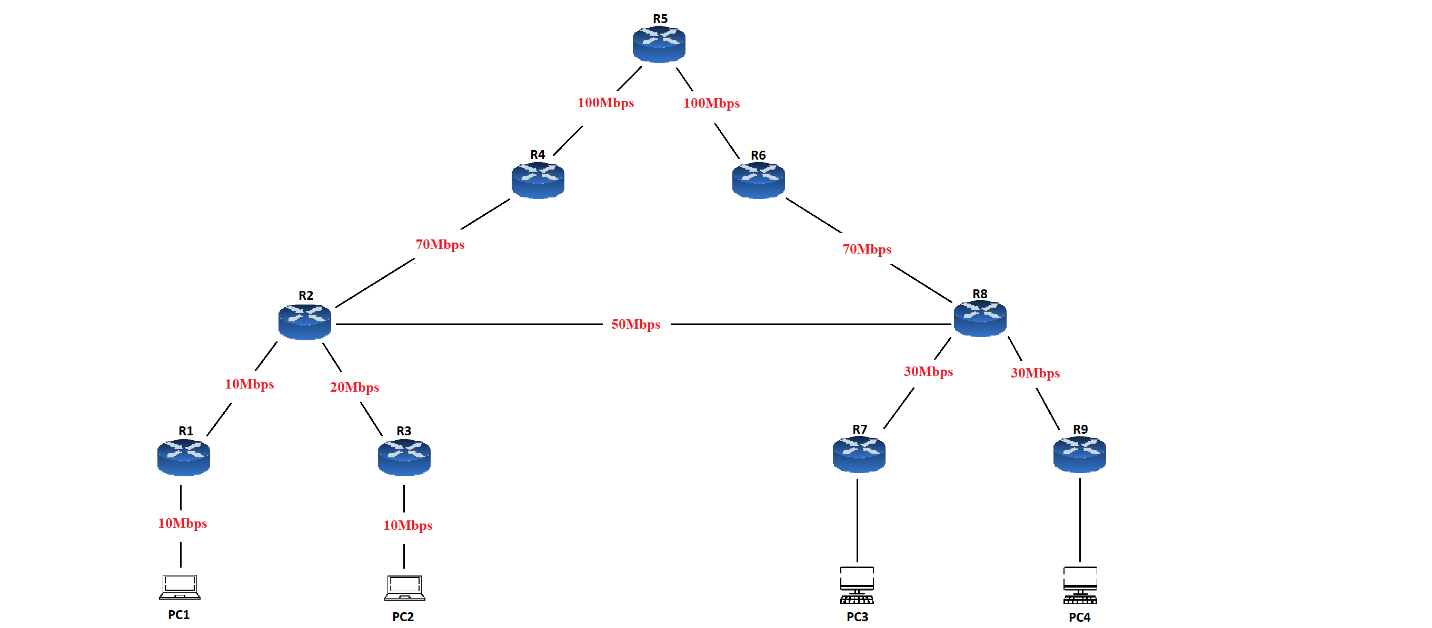 R5
100Mbps
100Mbps
R4
R6
70Mbps
70Mbps
R2
R8
50Mbps
10Mbps
20Mbps
30Mbps
30Mbps
R1
R3
R7
R9
10Mbps
10Mbps
PC1
PC2
PC3
PC4